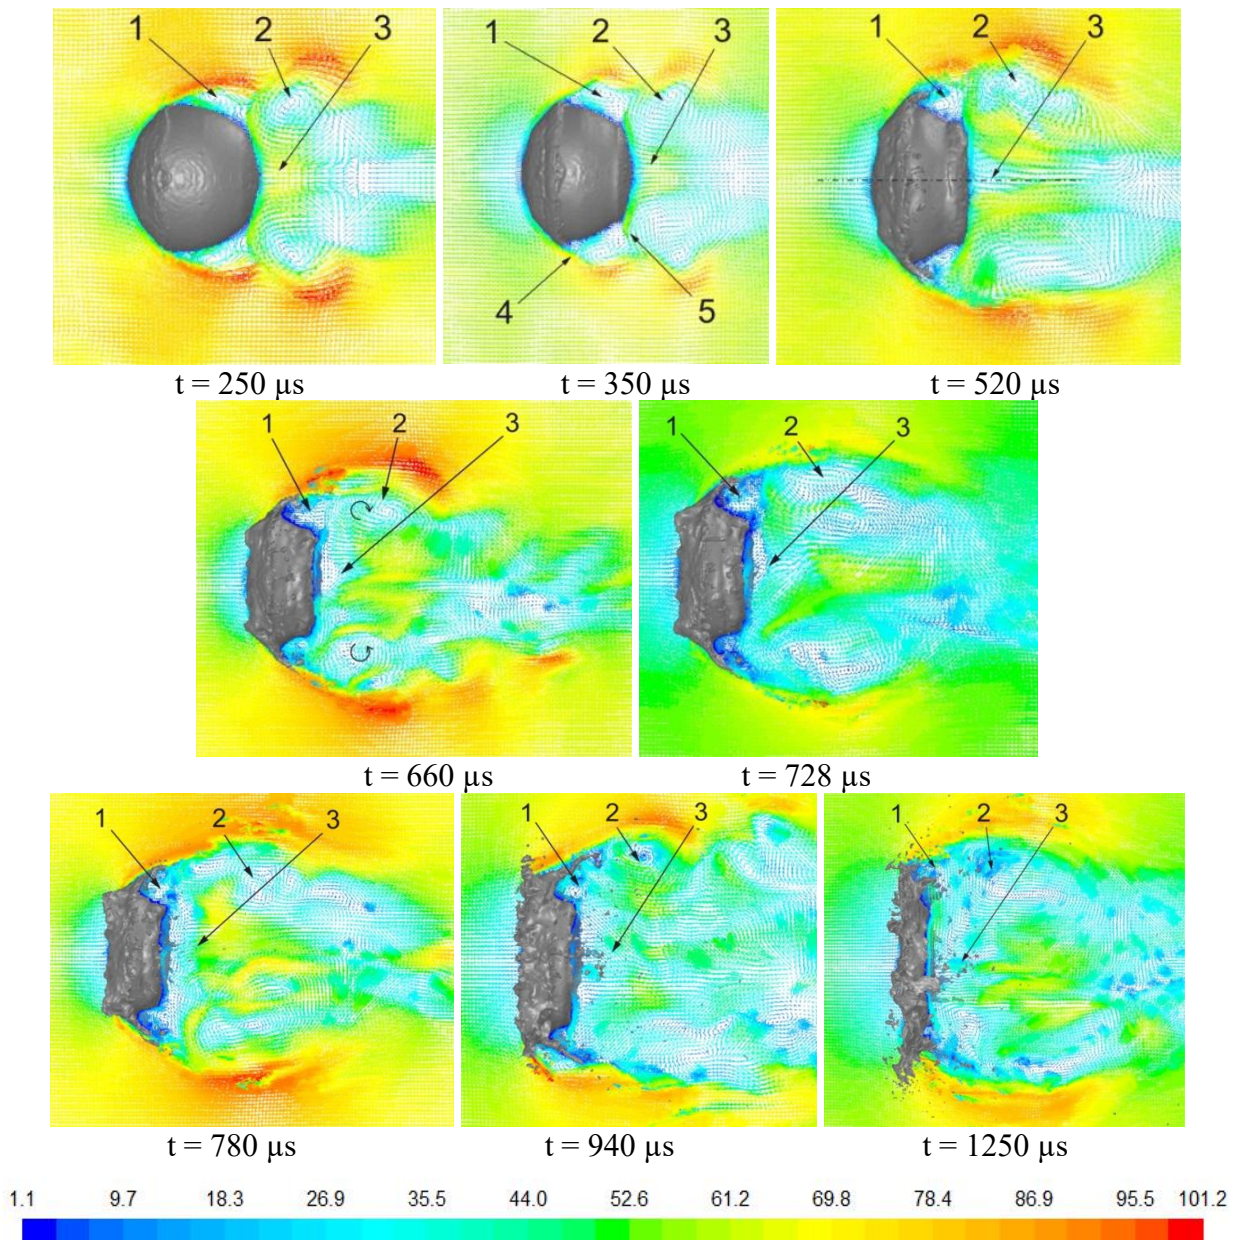 1 2 3
1 2 3
1 2 3
4 5
t = 250 µs
t = 350 µs
t = 520 µs
1 2 3
1 2 3
t = 660 µs
t = 728 µs
1 2 3
1 2 3
1 2 3
t = 780 µs
t = 940 µs
t = 1250 µs
1.1 9.7 18.3 26.9 35.5 44.0 52.6 61.2 69.8 78.4 86.9 95.5 101.2